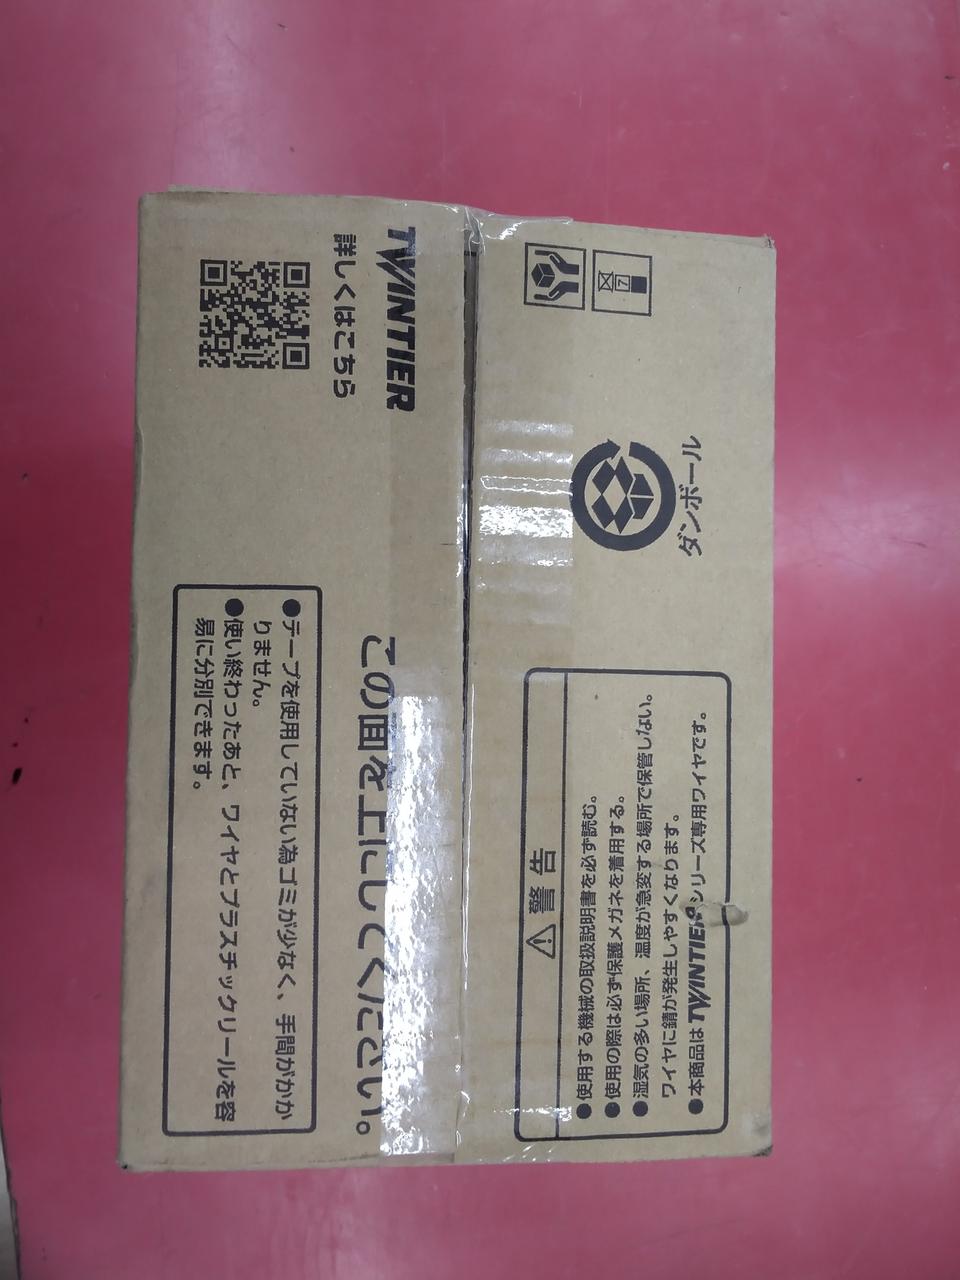 TWINTIER
詳しくはこちら
この面を上にしてください。
●テープを使用していない為ゴミが少なく、手間がかか
りません。
●使い終わったあと、ワイヤとプラスチックリールを容
易に分別できます。
7
ダンボール
警告
●使用する機械の取扱説明書を必ず読む。
●使用の際は必ず保護メガネを着用する。
●湿気の多い場所、温度が急変する場所で保管しない。
ワイヤに錆が発生しやすくなります。
●本商品はTWINTIER®シリーズ専用ワイヤです。